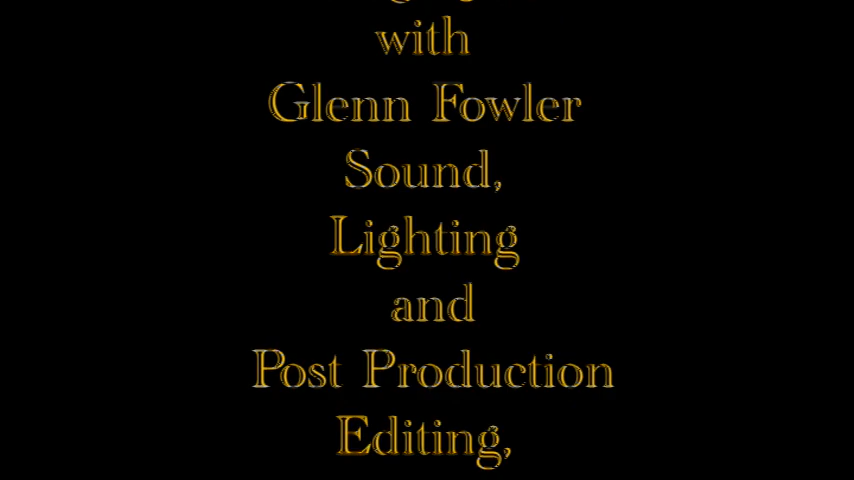 with
Glenn Fowler
Sound,
Lighting
and
Post Production
Editing,